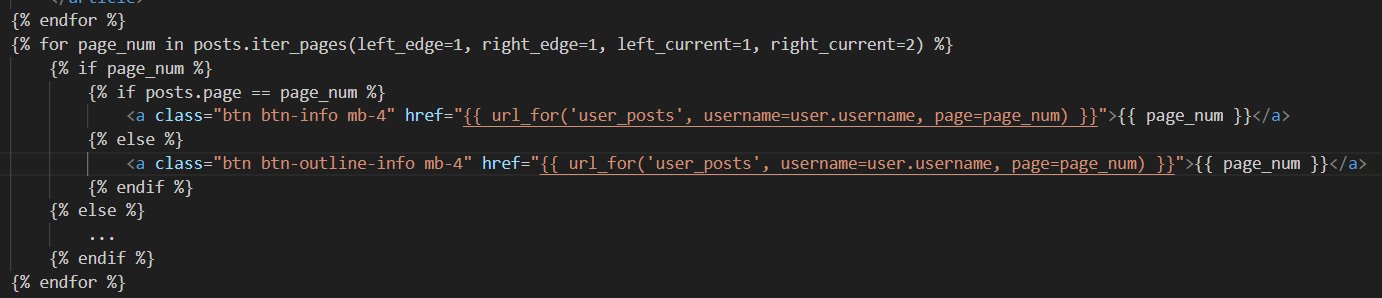 </article>
{% endfor %}
{% for page_num in posts.iter_pages(left_edge=1, right_edge=1, left_current=1, right_current=2) %}
    {% if page_num %}
        {% if posts.page == page_num %}
            <a class="btn btn-info mb-4" href="{{ url_for('user_posts', username=user.username, page=page_num) }}">{{ page_num }}</a>
        {% else %}
            <a class="btn btn-outline-info mb-4" href="{{ url_for('user_posts', username=user.username, page=page_num) }}">{{ page_num }}</a>
        {% endif %}
    {% else %}
        ...
    {% endif %}
{% endfor %}